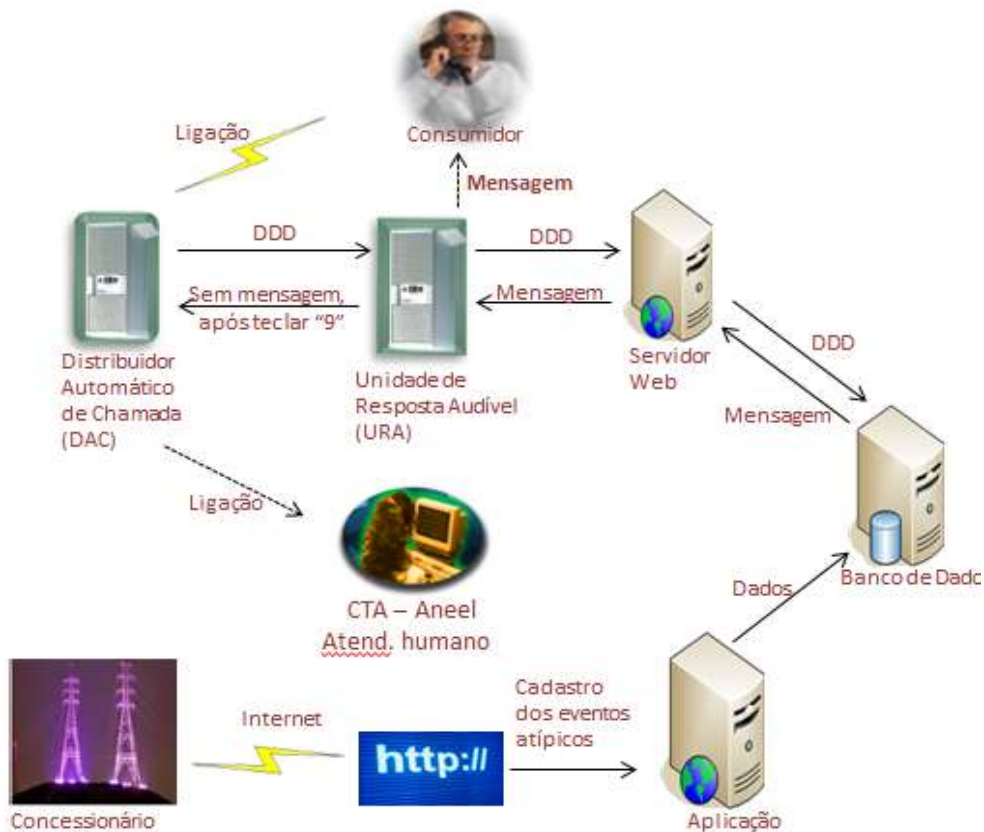 Ligação
Consumidor
Mensagem
DDD
DDD
Sem mensagem,
após teclar “9”
Mensagem
Distribuidor
Automático
de Chamada
(DAC)
Unidade de
Resposta Audível
(URA)
Servidor
Web
DDD
Mensagem
Ligação
CTA – Aneel
Atend. humano
Banco de Dado
Dados
Internet
http://
Cadastro
dos eventos
atípicos
Concessionário
Aplicação